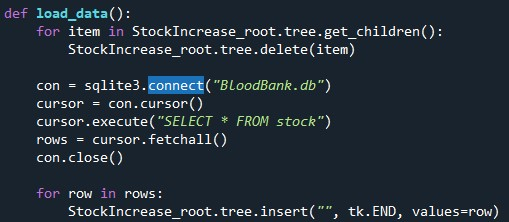 def load_data():
    for item in StockIncrease_root.tree.get_children():
        StockIncrease_root.tree.delete(item)

    con = sqlite3.connect("BloodBank.db")
    cursor = con.cursor()
    cursor.execute("SELECT * FROM stock")
    rows = cursor.fetchall()
    con.close()

    for row in rows:
        StockIncrease_root.tree.insert("", tk.END, values=row)